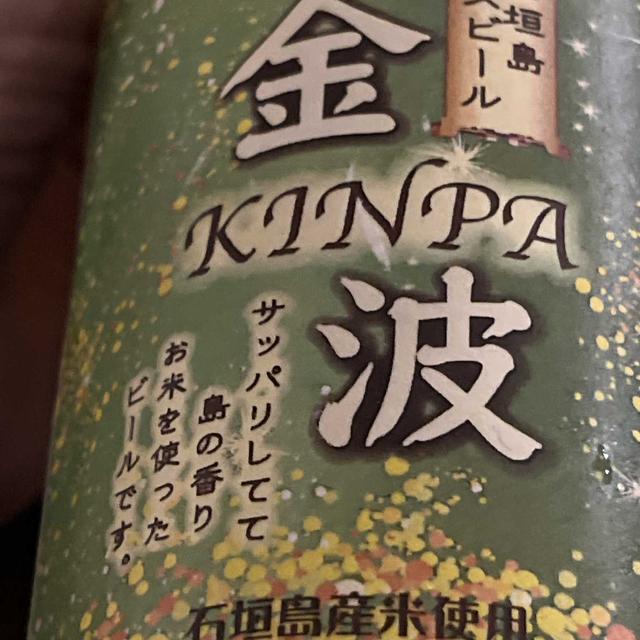 垣島
ビール
金
KINPA
波
サッパリしてて
島の香り
お米を使った
ビールです。
石垣島産米使用